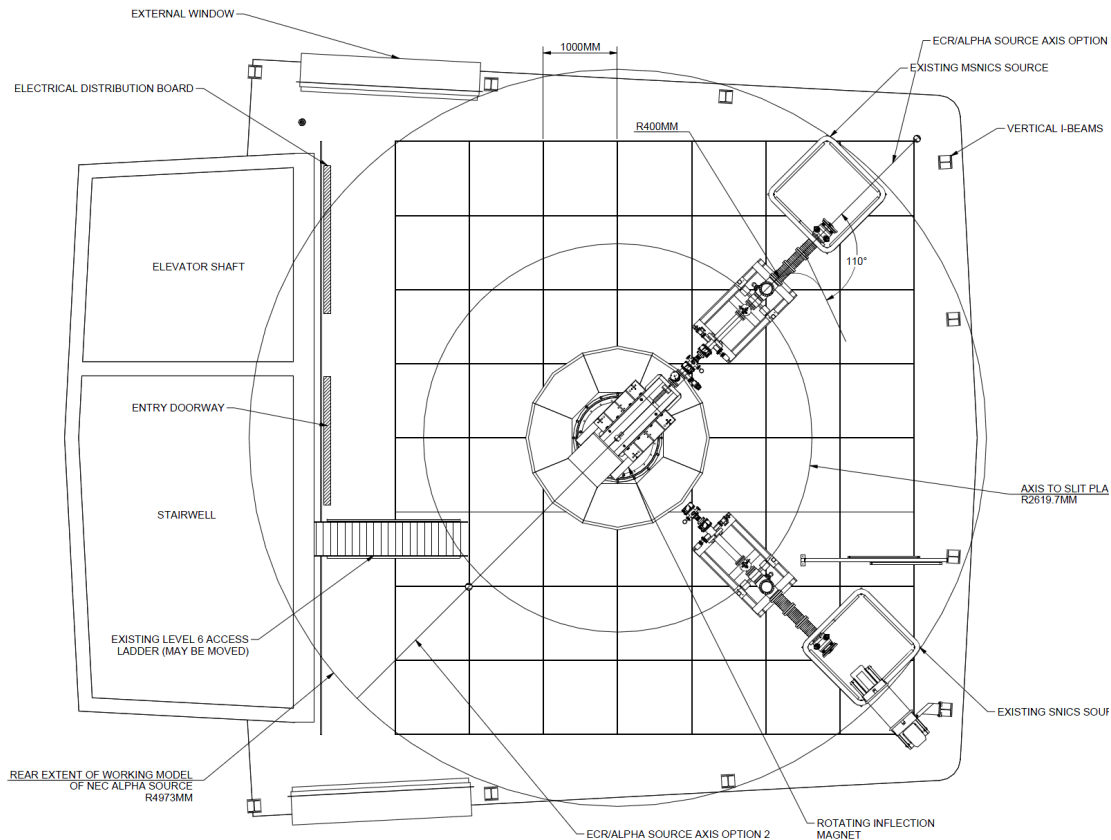 EXTERNAL WINDOW
1000MM
ECR/ALPHA SOURCE AXIS OPTION
EXISTING MSNICS SOURCE
ELECTRICAL DISTRIBUTION BOARD
R400MM
VERTICAL I-BEAMS
ELEVATOR SHAFT
110°
ENTRY DOORWAY
AXIS TO SLIT PLA
R2619.7MM
STAIRWELL
EXISTING LEVEL 6 ACCESS
LADDER (MAY BE MOVED)
EXISTING SNICS SOUR
REAR EXTENT OF WORKING MODEL
OF NEC ALPHA SOURCE
R4973MM
ROTATING INFLECTION
MAGNET
ECR/ALPHA SOURCE AXIS OPTION 2